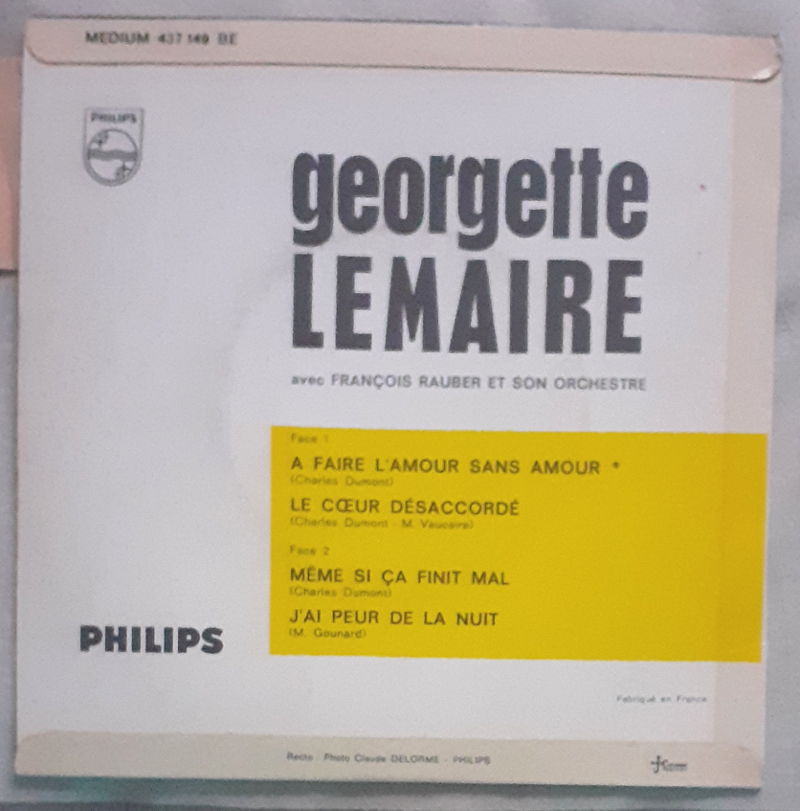 MEDIUM 437 149 BE
PHILIPS
georgette
LEMAIRE
avec FRANÇOIS RAUBER ET SON ORCHESTRE
Face 1
A FAIRE L'AMOUR SANS AMOUR *
(Charles Dumont)
LE CŒUR DÉSACCORDÉ
(Charles Dumont - M. Vaucaire)
Face 2
MÊME SI ÇA FINIT MAL
(Charles Dumont)
J'AI PEUR DE LA NUIT
(M. Gounard)
PHILIPS
Fabriqué en France
Recto : Photo Claude DELORME - PHILIPS